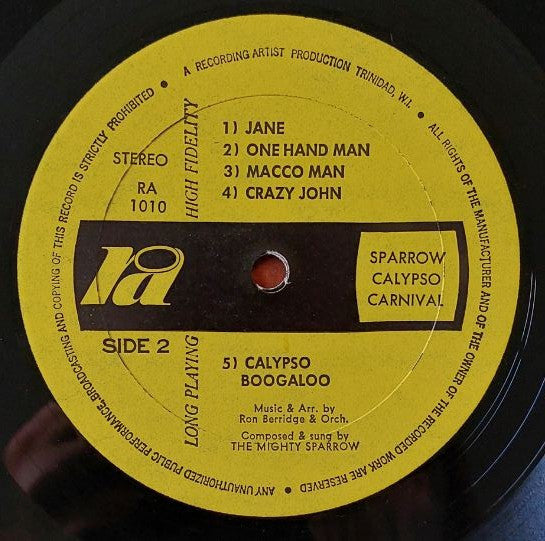 A RECORDING ARTIST PRODUCTION TRINIDAD, W.I. • ALL RIGHTS OF THE MANUFACTURER AND OF THE OWNER OF THE RECORDED WORK ARE RESERVED •
ANY UNAUTHORIZED PUBLIC PERFORMANCE, BROADCASTING AND COPYING OF THIS RECORD IS STRICTLY PROHIBITED •
STEREO
RA
1010
HIGH FIDELITY
1) JANE
2) ONE HAND MAN
3) MACCO MAN
4) CRAZY JOHN
ra
SPARROW
CALYPSO
CARNIVAL
SIDE 2
LONG PLAYING
5) CALYPSO
BOOGALOO
Music & Arr. by
Ron Berridge & Orch.
Composed & sung by
THE MIGHTY SPARROW